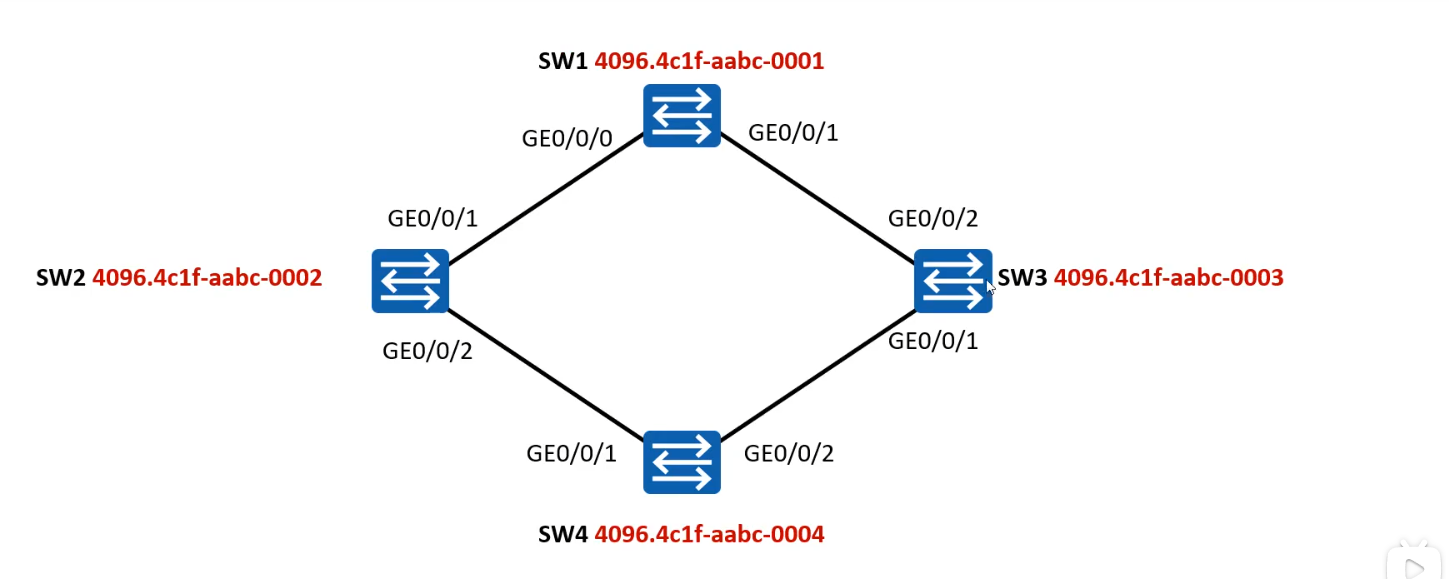 SW1 4096.4c1f-aabc-0001
GE0/0/0
GE0/0/1
GE0/0/1
GE0/0/2
SW2 4096.4c1f-aabc-0002
SW3 4096.4c1f-aabc-0003
GE0/0/2
GE0/0/1
GE0/0/1
GE0/0/2
SW4 4096.4c1f-aabc-0004